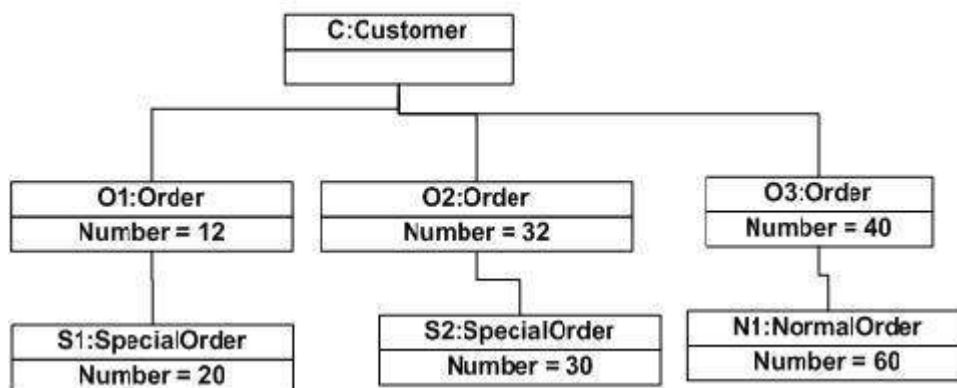 C:Customer
O1:Order
Number = 12
O2:Order
Number = 32
O3:Order
Number = 40
S1:SpecialOrder
Number = 20
S2:SpecialOrder
Number = 30
N1:NormalOrder
Number = 60